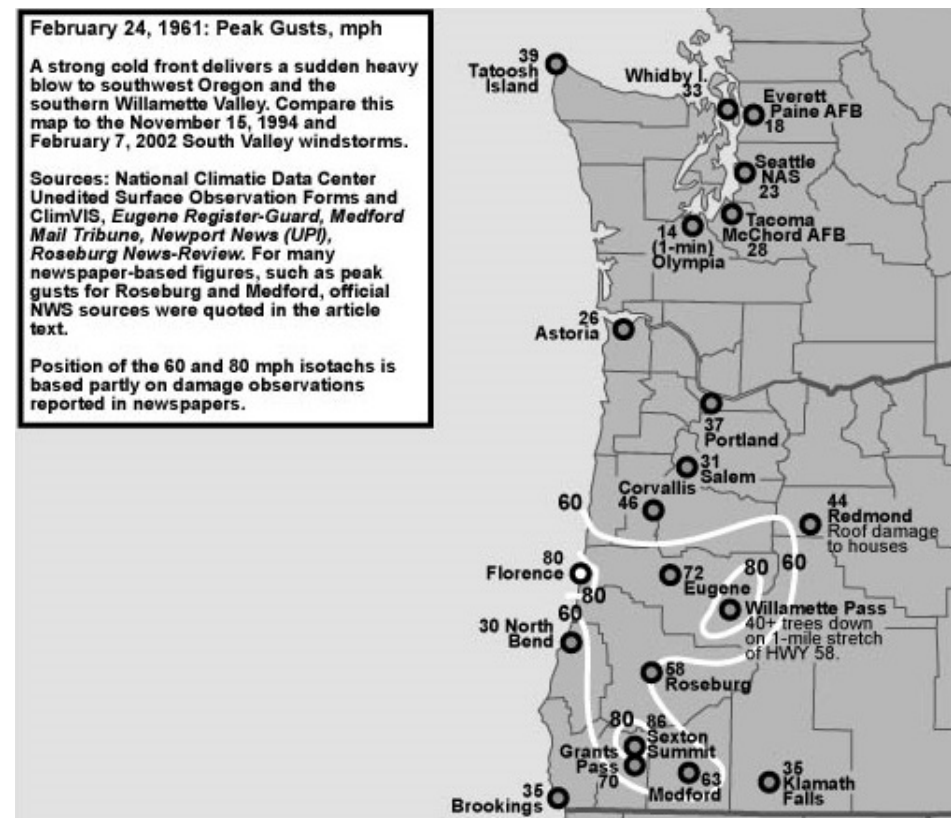 February 24, 1961: Peak Gusts, mph
A strong cold front delivers a sudden heavy
blow to southwest Oregon and the
southern Willamette Valley. Compare this
map to the November 15, 1994 and
February 7, 2002 South Valley windstorms.
Sources: National Climatic Data Center
Unedited Surface Observation Forms and
ClimVIS, Eugene Register-Guard, Medford
Mail Tribune, Newport News (UPI),
Roseburg News-Review. For many
newspaper-based figures, such as peak
gusts for Roseburg and Medford, official
NWS sources were quoted in the article
text.
Position of the 60 and 80 mph isotachs is
based partly on damage observations
reported in newspapers.
39
Tatoosh
Island
Whidby I.
33
Everett
Paine AFB
18
Seattle
NAS
23
Tacoma
McChord AFB
28
14
(1-min)
Olympia
26
Astoria
37
Portland
31
Salem
Corvallis
46
60
44
Redmond
Roof damage
to houses
80
Florence
80
72
Eugene
80
60
Willamette Pass
40+ trees down
on 1-mile stretch
of HWY 58.
60
30 North
Bend
58
Roseburg
80
86
Sexton
Summit
Grants
Pass
70
63
Medford
35
Klamath
Falls
35
Brookings